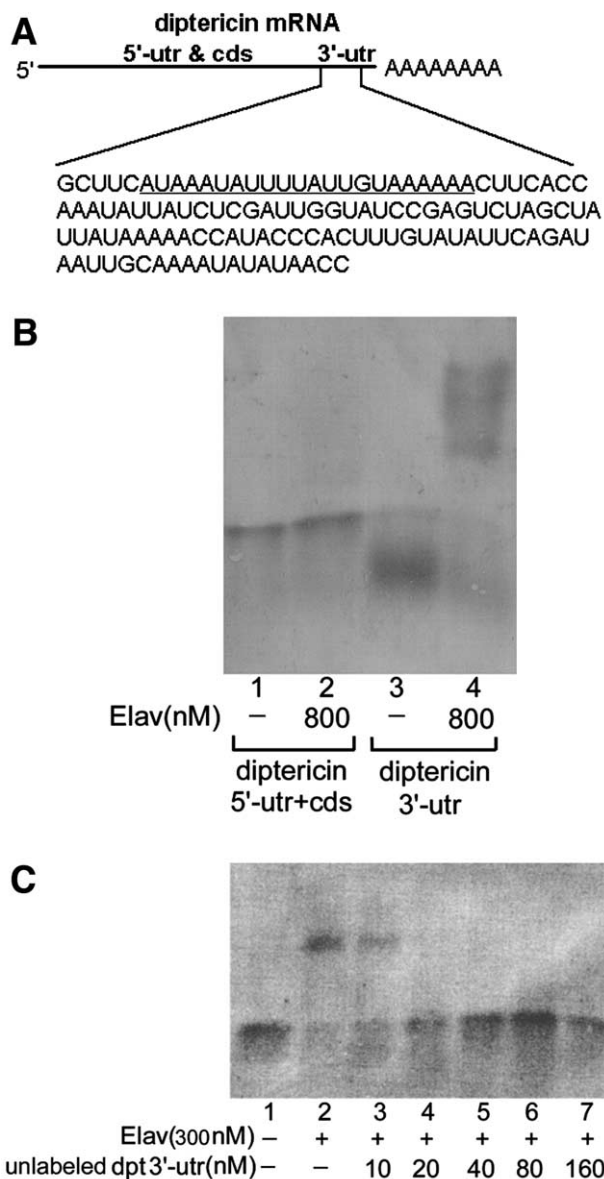 A
diptericin mRNA
5'-utr & cds 3'-utr
5' AAAAAAAA
GCUUCAUAAAUAUUUUAUUGUAAAAAACUUCACC
AAAUAUUAUCUCGAUUGGUAUCCGAGUCUAGCUA
UUAUAAAAACCAUACCCACUUUGUAUAUUCAGAU
AAUUGCAAAAUAUAUAACC
B
1 2 3 4
Elav(nM) – 800 – 800
diptericin diptericin
5'-utr+cds 3'-utr
C
1 2 3 4 5 6 7
Elav(300nM) – + + + + + +
unlabeled dpt 3'-utr(nM) – – 10 20 40 80 160